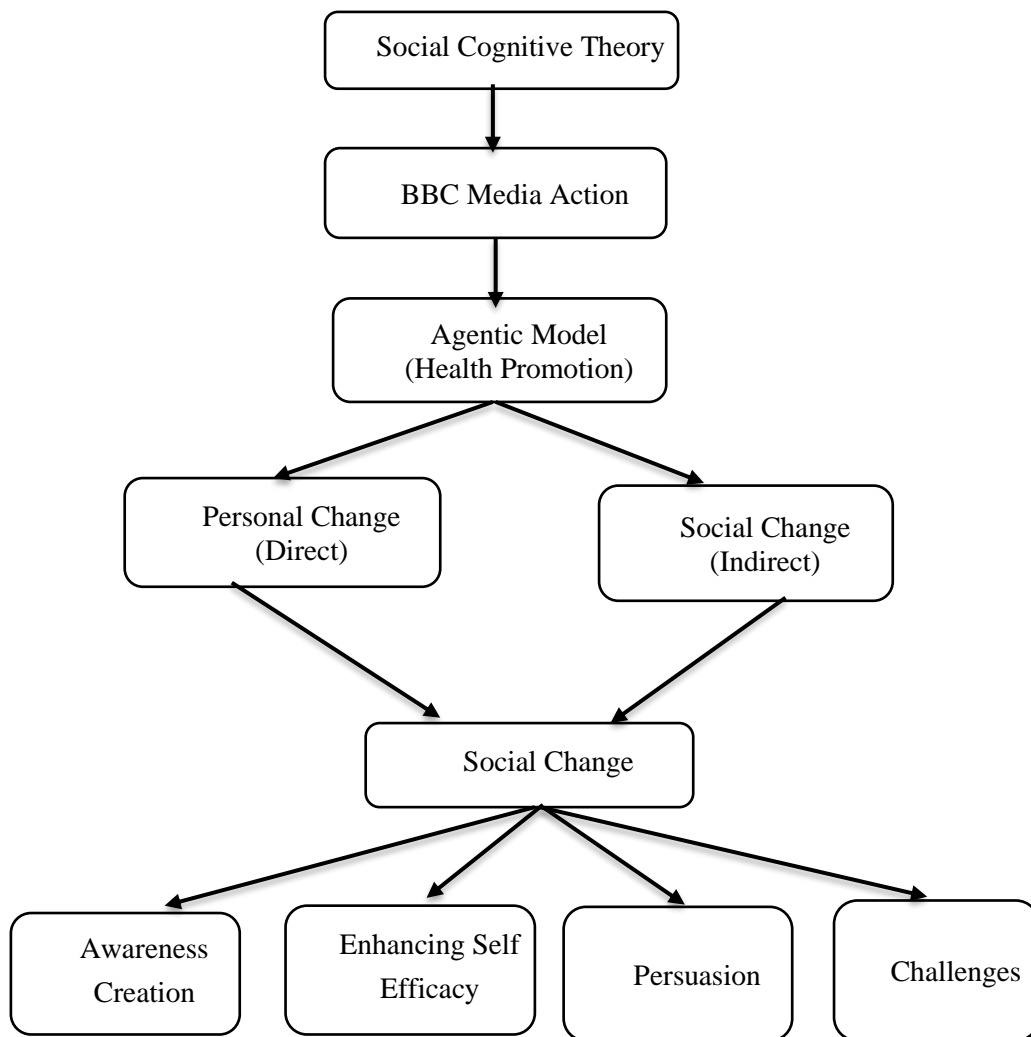 Social Cognitive Theory
BBC Media Action
Agentic Model
(Health Promotion)
Personal Change
(Direct)
Social Change
(Indirect)
Social Change
Awareness
Creation
Enhancing Self
Efficacy
Persuasion
Challenges